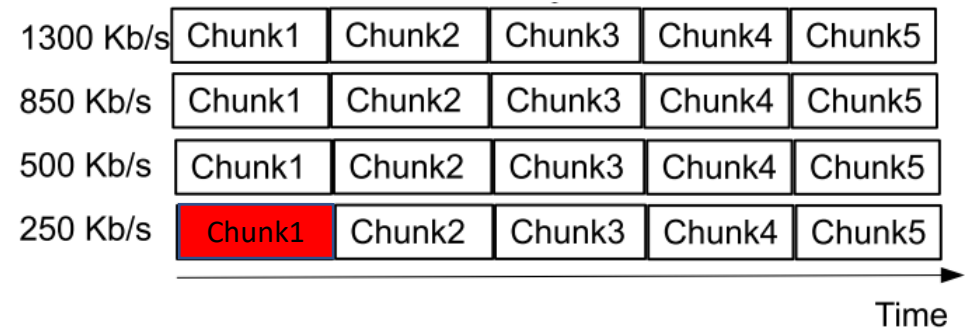 1300 Kb/s Chunk1 Chunk2 Chunk3 Chunk4 Chunk5
850 Kb/s Chunk1 Chunk2 Chunk3 Chunk4 Chunk5
500 Kb/s Chunk1 Chunk2 Chunk3 Chunk4 Chunk5
250 Kb/s Chunk1 Chunk2 Chunk3 Chunk4 Chunk5
Time